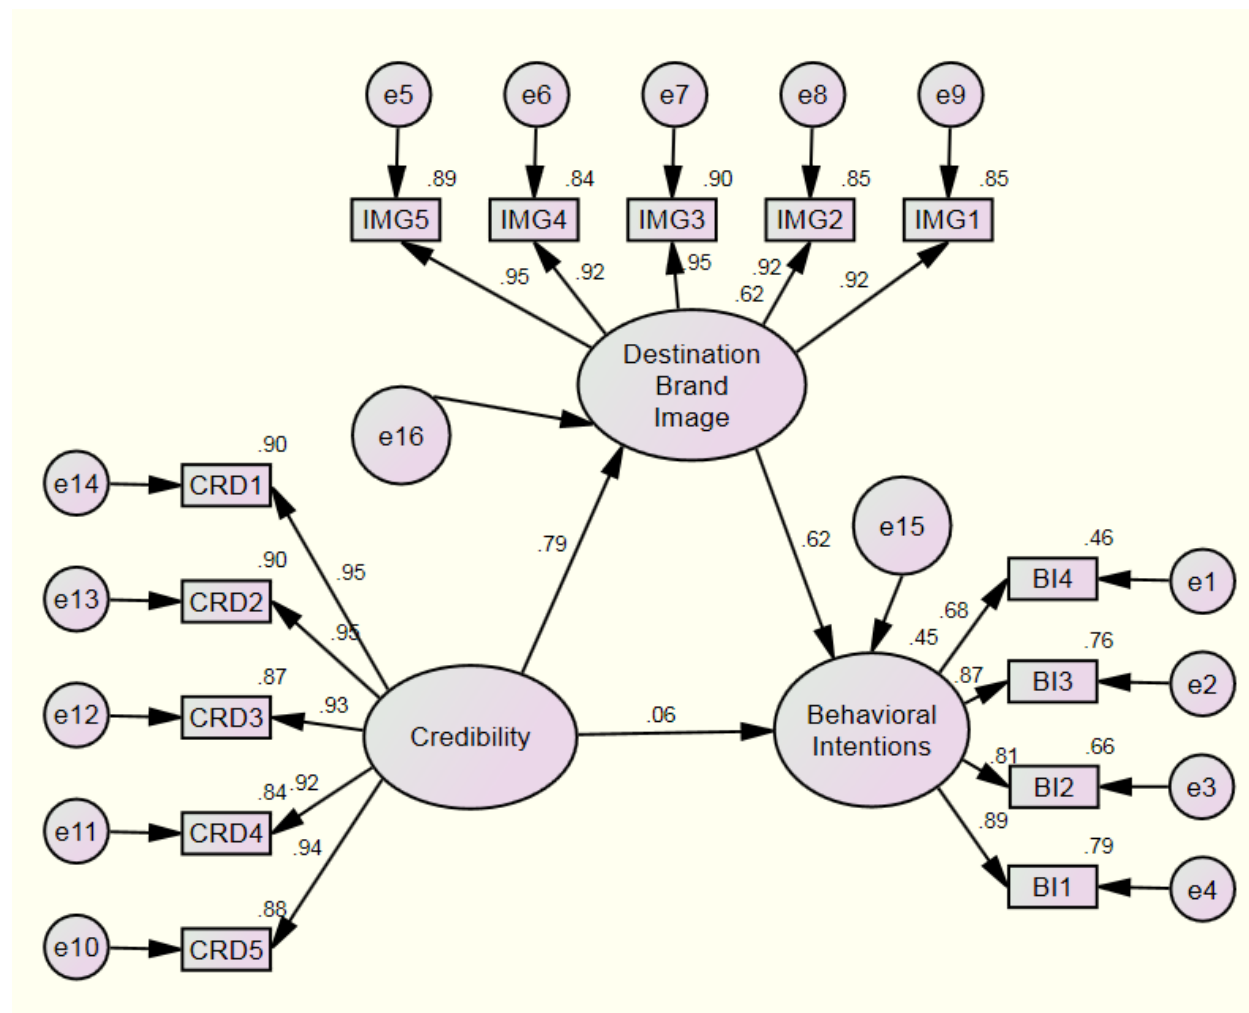 e5 e6 e7 e8 e9
.89 .84 .90 .85 .85
IMG5 IMG4 IMG3 IMG2 IMG1
.95 .92 .95 .92 .92
.62
Destination
Brand
Image
e16
.79
.62
e15
.90
e14 CRD1
.95
.90
e13 CRD2
.95
.87
e12 CRD3
.93
.84 .92
e11 CRD4
.94
.88
e10 CRD5
Credibility
.06
Behavioral
Intentions
.45
.46
.68
BI4 e1
.76
.87
BI3 e2
.66
.81
BI2 e3
.89
.79
BI1 e4